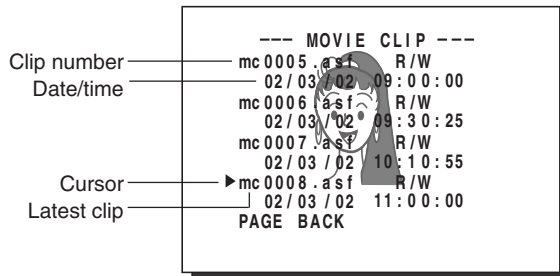 --- MOVIE CLIP ---
Clip number mc0005.asf R/W
Date/time 02/03/02 09:00:00
mc0006.asf R/W
02/03/02 09:30:25
mc0007.asf R/W
02/03/02 10:10:55
Cursor ▶mc0008.asf R/W
Latest clip 02/03/02 11:00:00
PAGE BACK